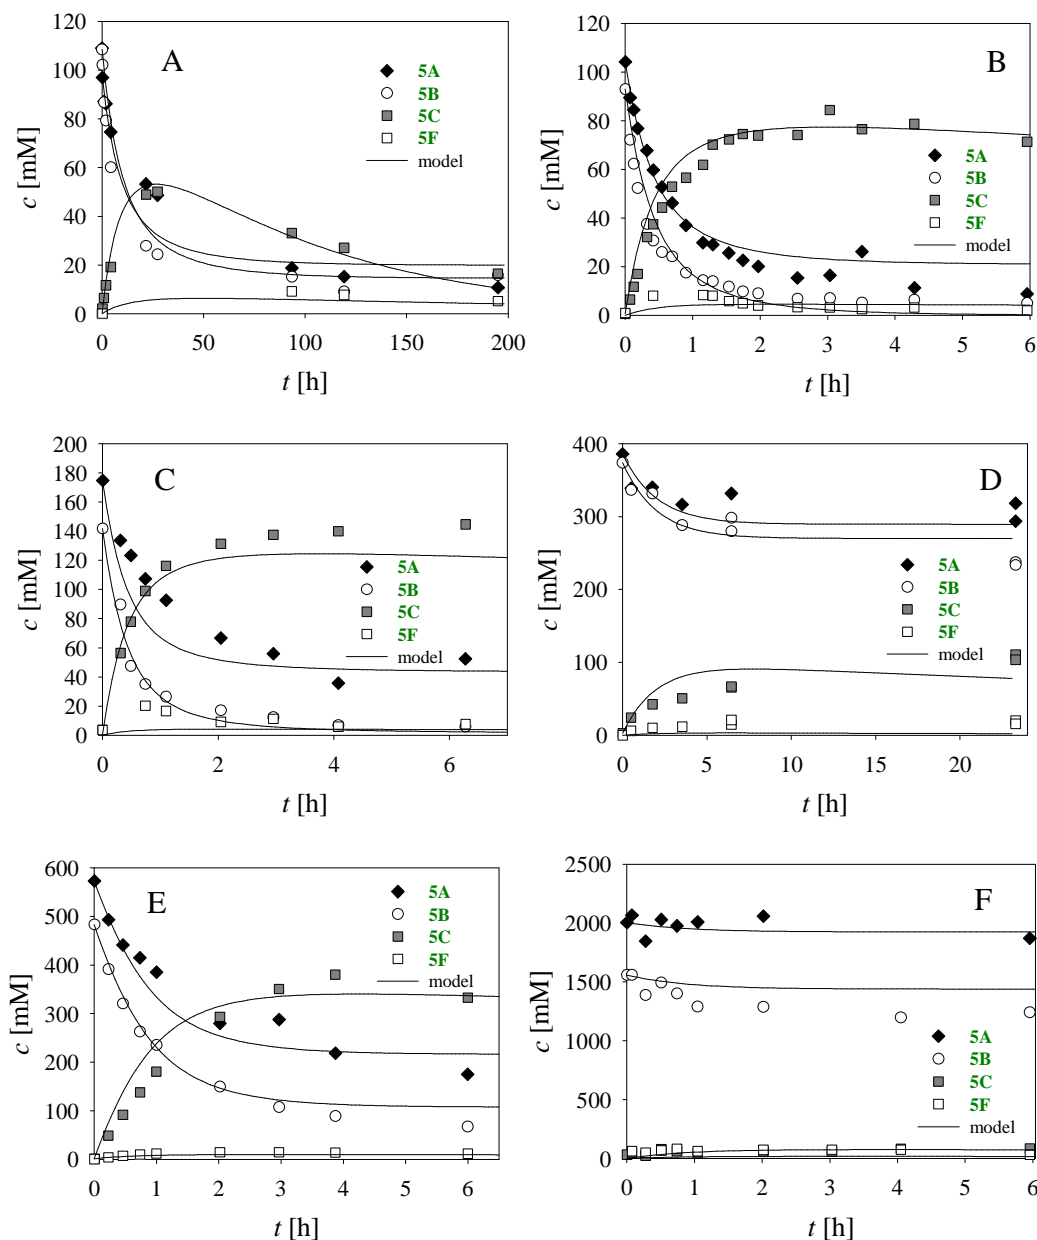 A
120
100
80
60
40
20
0
c [mM]
0 50 100 150 200
t [h]
5A
5B
5C
5F
model
B
120
100
80
60
40
20
0
c [mM]
0 1 2 3 4 5 6
t [h]
5A
5B
5C
5F
model
C
200
180
160
140
120
100
80
60
40
20
0
c [mM]
0 2 4 6
t [h]
5A
5B
5C
5F
model
D
400
300
200
100
0
c [mM]
0 5 10 15 20
t [h]
5A
5B
5C
5F
model
E
600
500
400
300
200
100
0
c [mM]
0 1 2 3 4 5 6
t [h]
5A
5B
5C
5F
model
F
2500
2000
1500
1000
500
0
c [mM]
0 1 2 3 4 5 6
t [h]
5A
5B
5C
5F
model